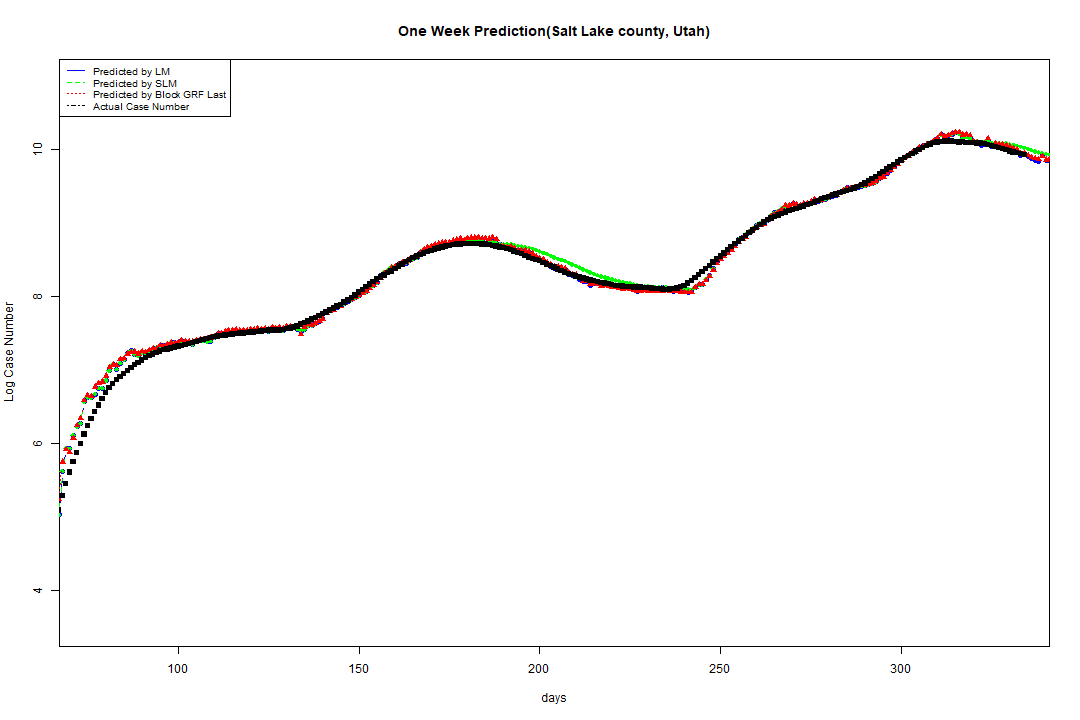 One Week Prediction(Salt Lake county, Utah)
Predicted by LM
Predicted by SLM
Predicted by Block GRF Last
Actual Case Number
10
8
6
4
Log Case Number
100 150 200 250 300
days